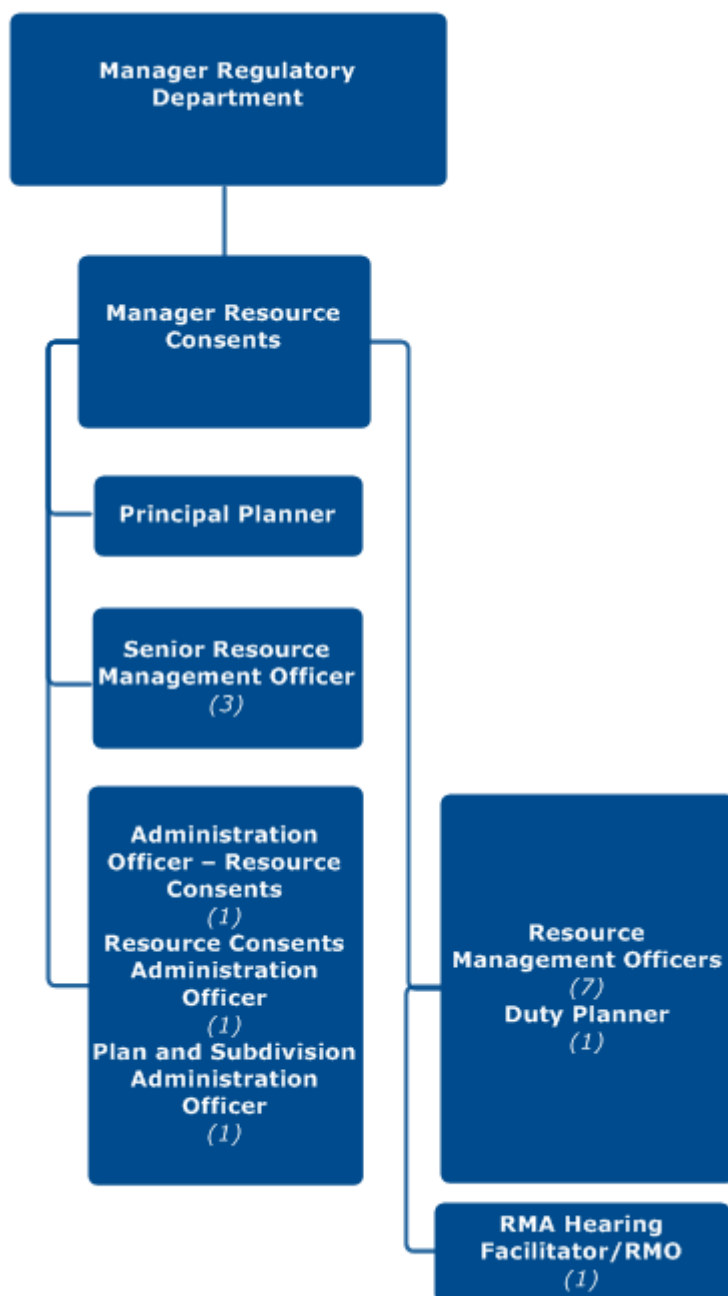 Manager Regulatory
Department
Manager Resource
Consents
Principal Planner
Senior Resource
Management Officer
(3)
Administration
Officer – Resource
Consents
(1)
Resource Consents
Administration
Officer
(1)
Plan and Subdivision
Administration
Officer
(1)
Resource
Management Officers
(7)
Duty Planner
(1)
RMA Hearing
Facilitator/RMO
(1)